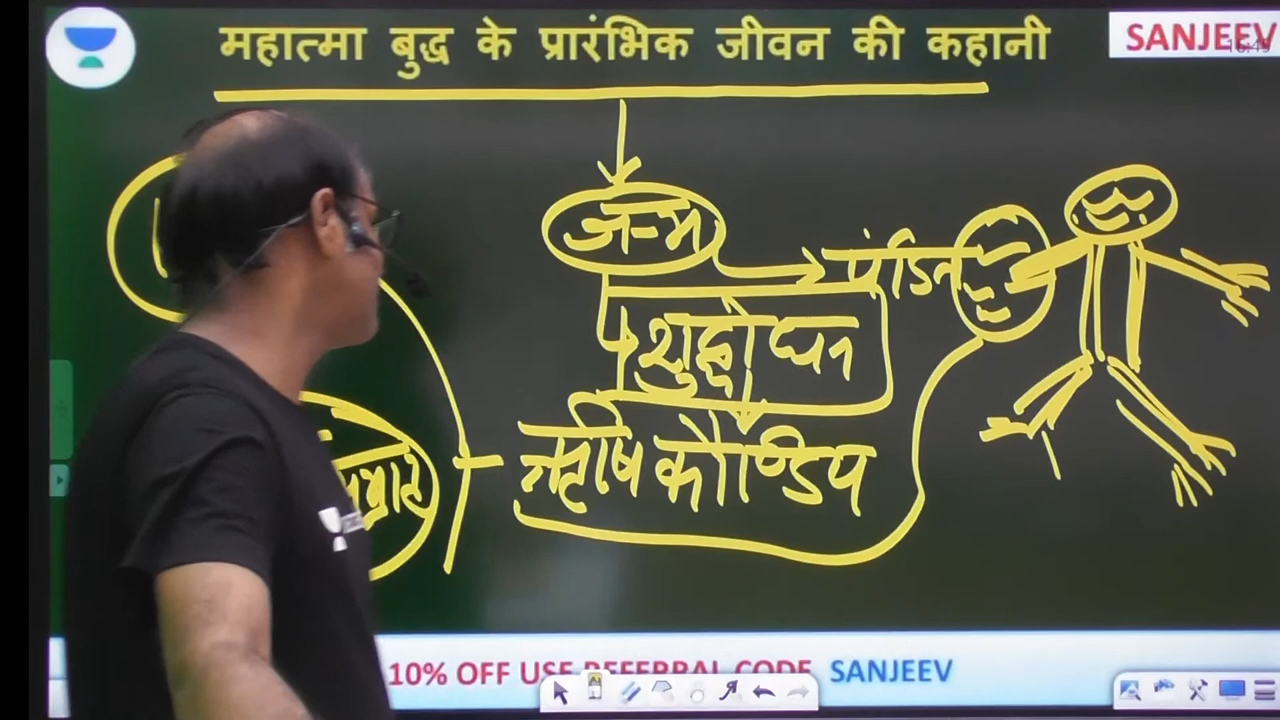 महात्मा बुद्ध के प्रारंभिक जीवन की कहानी
SANJEEV
जन्म
पंडित
शुद्धोधन
ऋषि कौण्डिय
10% OFF USE REFERRAL CODE SANJEEV